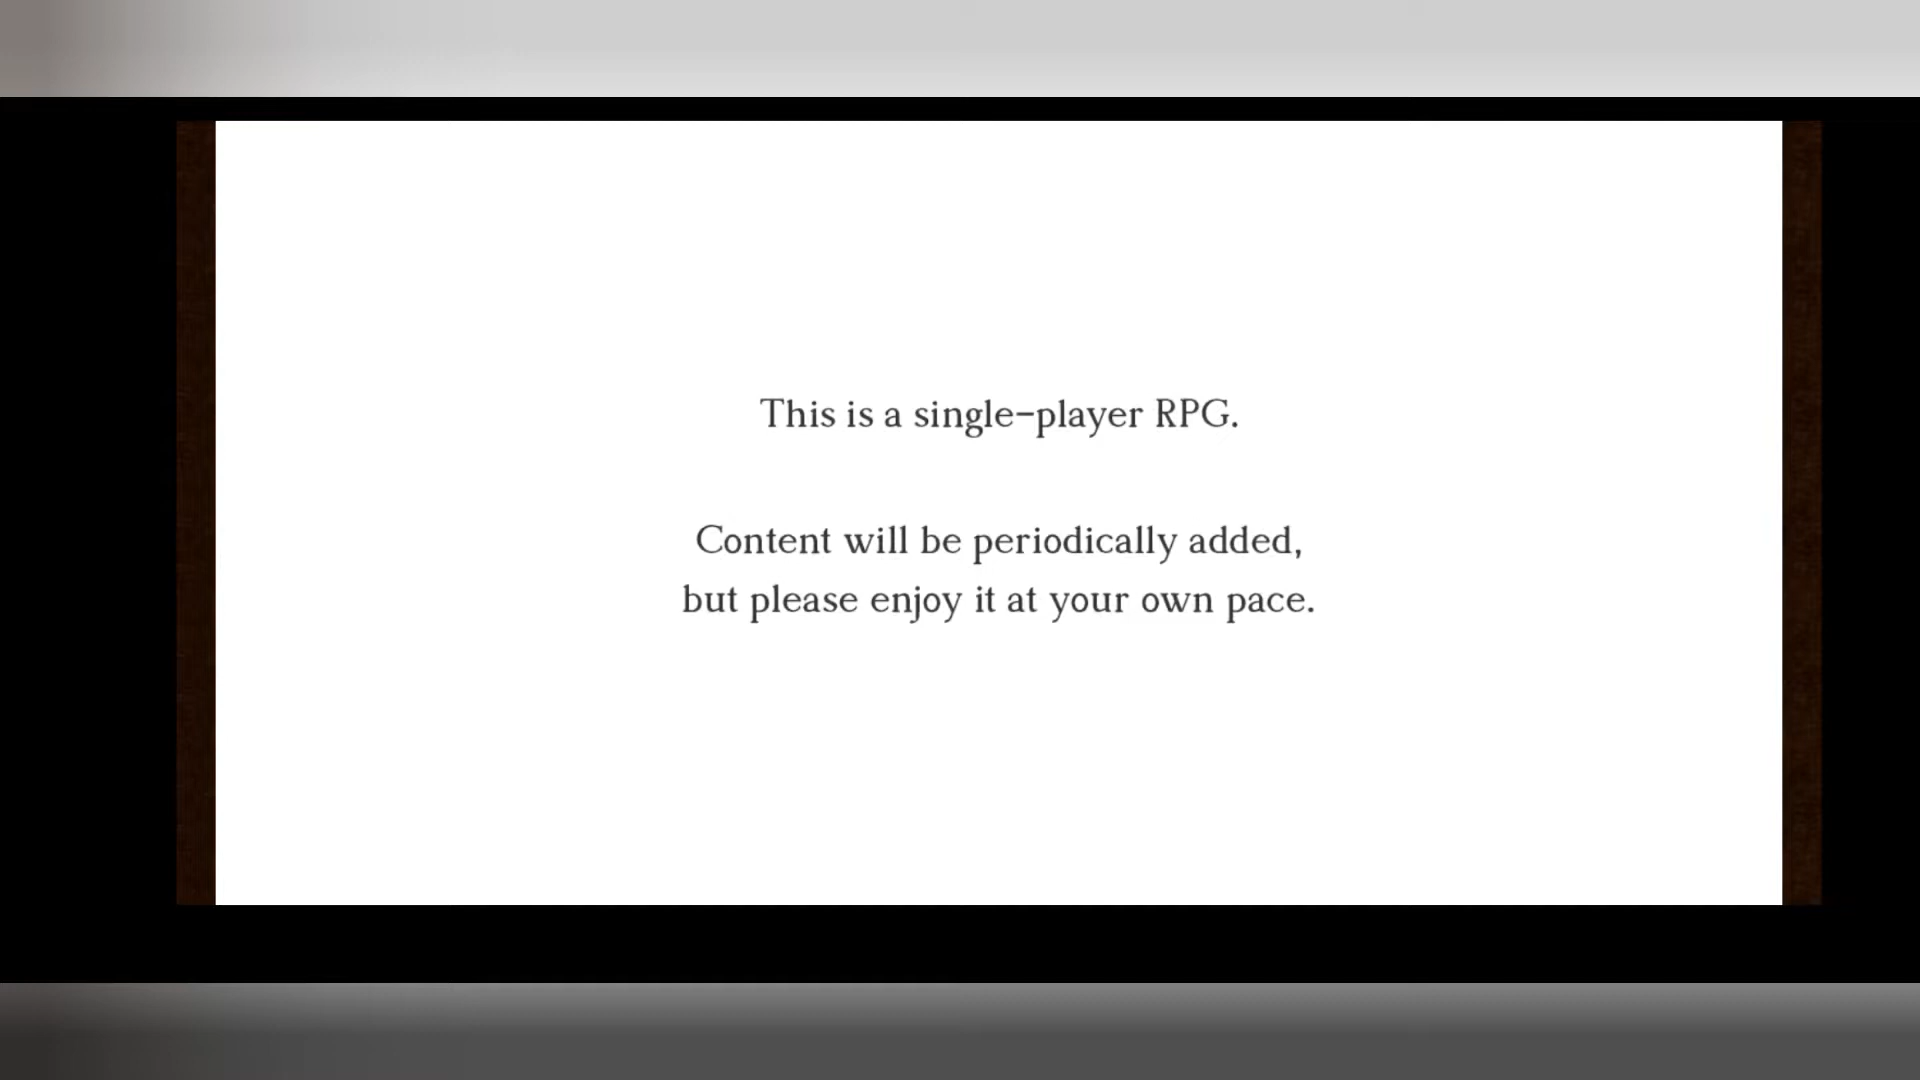 This is a single-player RPG.
Content will be periodically added,
but please enjoy it at your own pace.